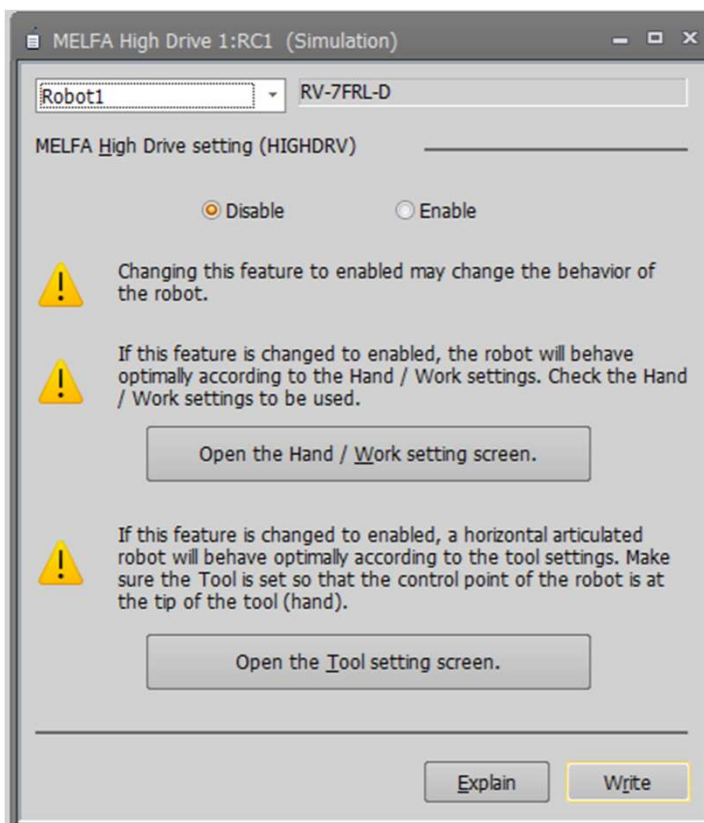 MELFA High Drive 1:RC1 (Simulation)
Robot1
RV-7FRL-D
MELFA High Drive setting (HIGHDRV)
Disable
Enable
Changing this feature to enabled may change the behavior of
the robot.
If this feature is changed to enabled, the robot will behave
optimally according to the Hand / Work settings. Check the Hand
/ Work settings to be used.
Open the Hand / Work setting screen.
If this feature is changed to enabled, a horizontal articulated
robot will behave optimally according to the tool settings. Make
sure the Tool is set so that the control point of the robot is at
the tip of the tool (hand).
Open the Tool setting screen.
Explain
Write